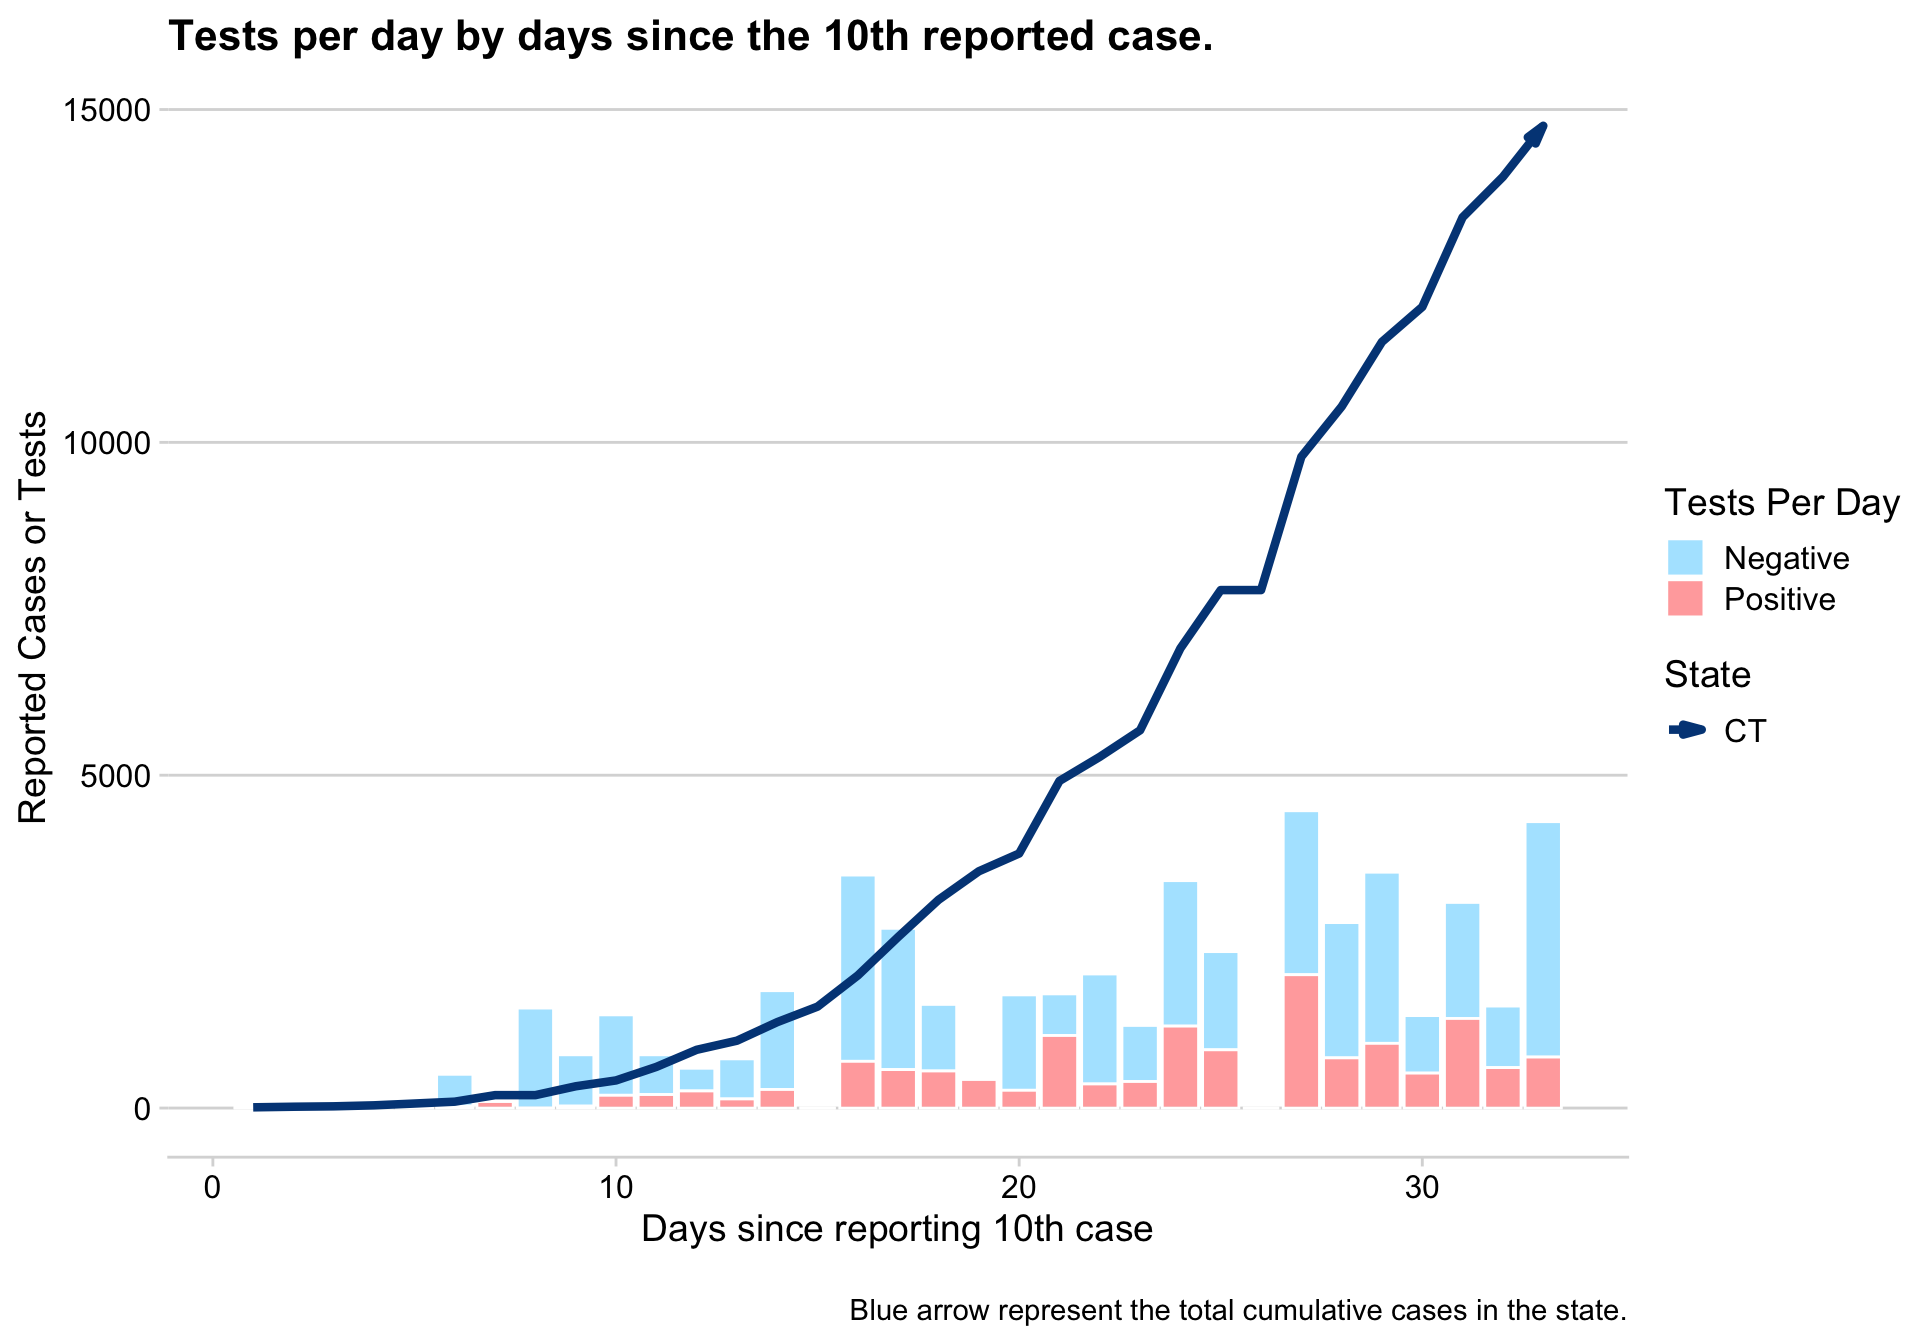 Tests per day by days since the 10th reported case.
15000
10000
5000
0
Reported Cases or Tests
0 10 20 30
Days since reporting 10th case
Tests Per Day
Negative
Positive
State
CT
Blue arrow represent the total cumulative cases in the state.